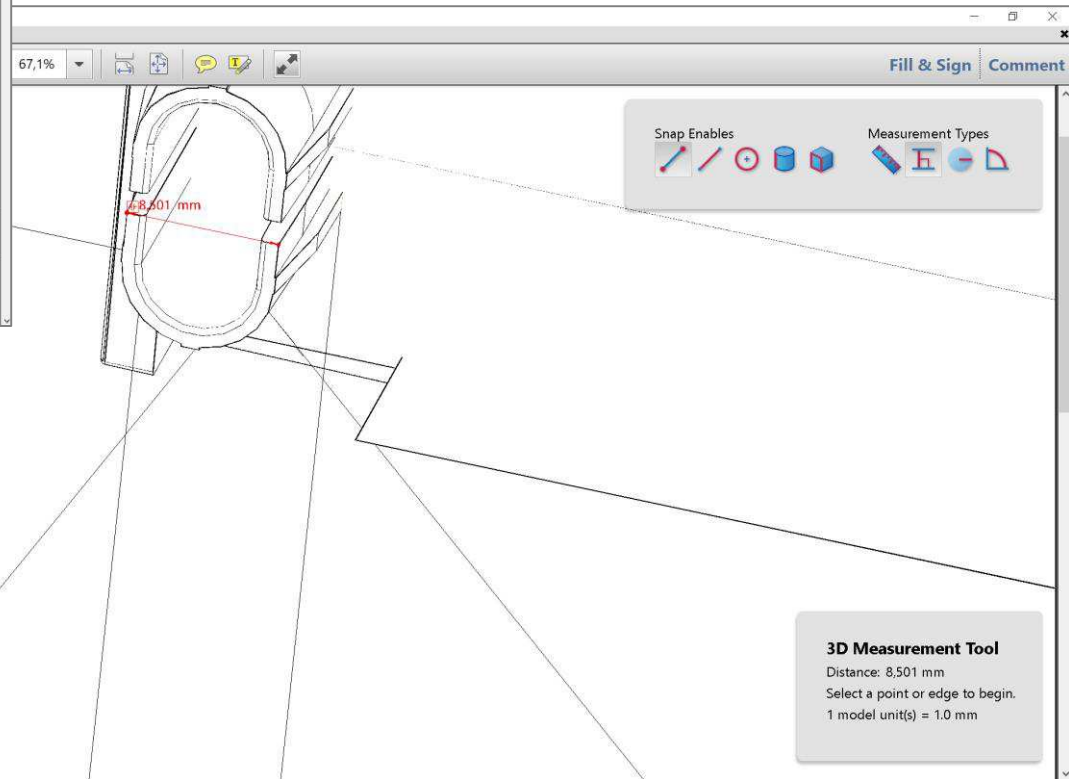 67,1%
Fill & Sign
Comment
Snap Enables
Measurement Types
8,501 mm
3D Measurement Tool
Distance: 8,501 mm
Select a point or edge to begin.
1 model unit(s) = 1.0 mm